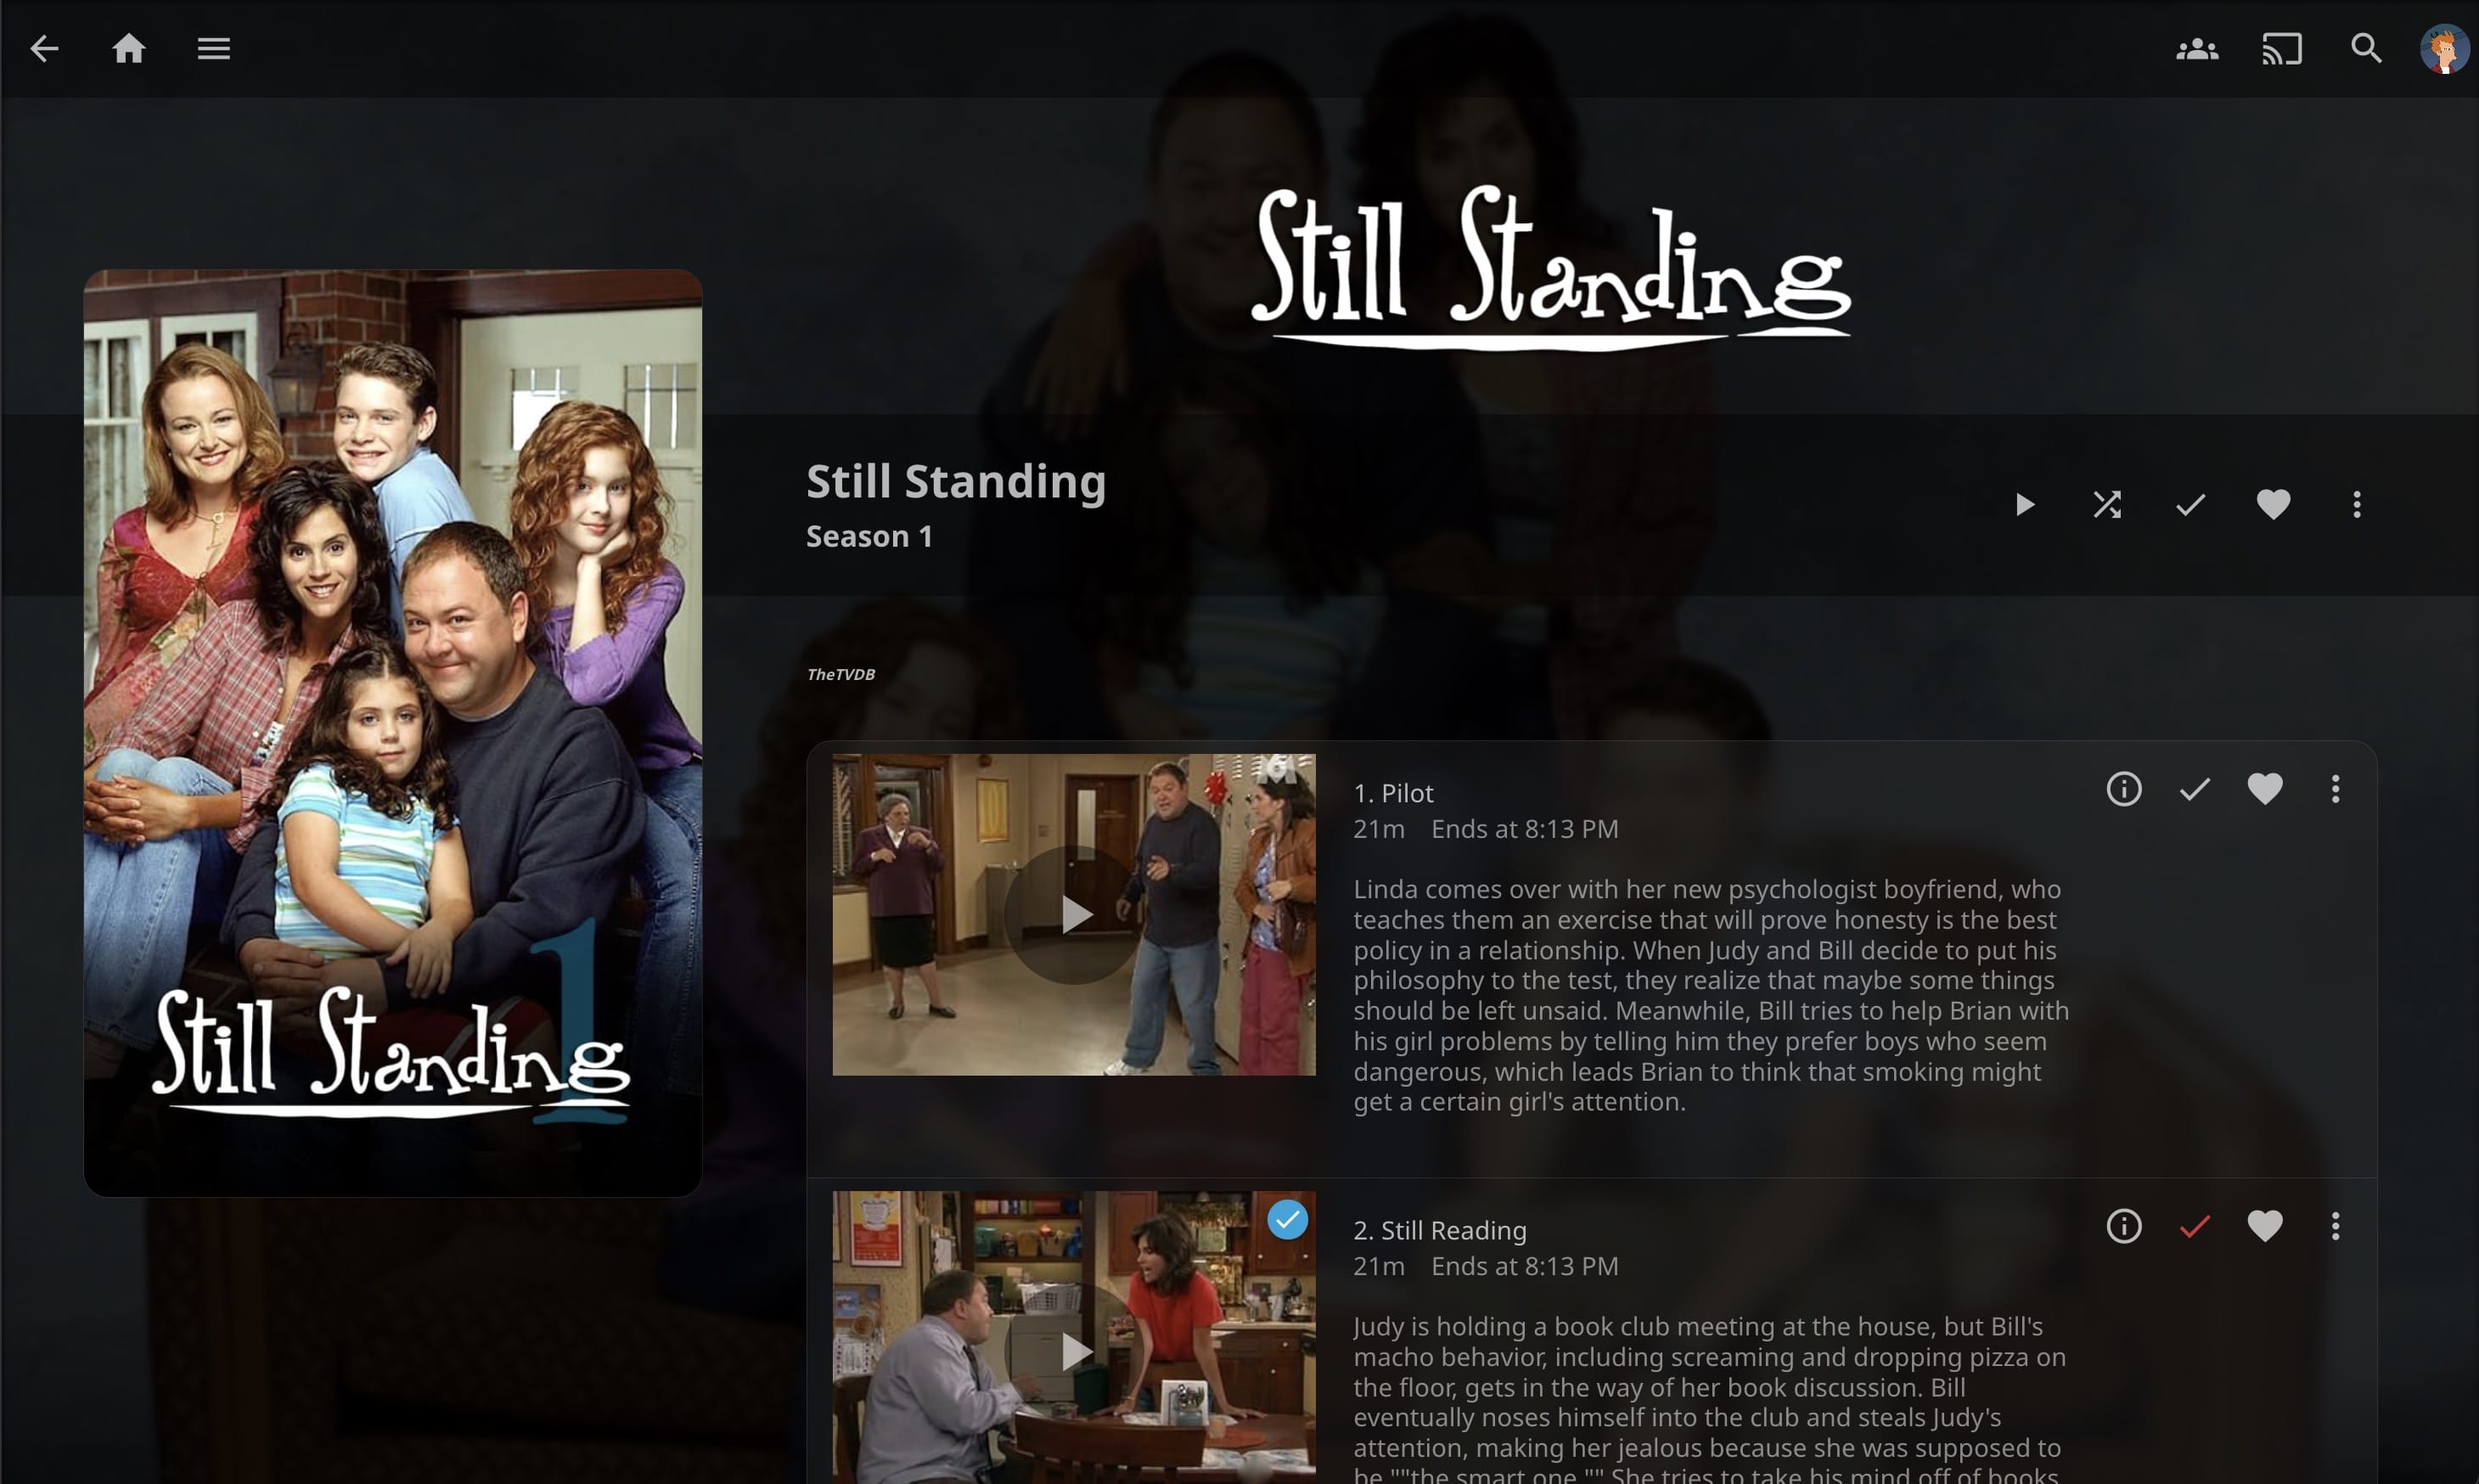 Still Standing
Still Standing
Season 1
TheTVDB
1
Still Standing
6
1. Pilot
21m Ends at 8:13 PM
Linda comes over with her new psychologist boyfriend, who
teaches them an exercise that will prove honesty is the best
policy in a relationship. When Judy and Bill decide to put his
philosophy to the test, they realize that maybe some things
should be left unsaid. Meanwhile, Bill tries to help Brian with
his girl problems by telling him they prefer boys who seem
dangerous, which leads Brian to think that smoking might
get a certain girl's attention.
2. Still Reading
21m Ends at 8:13 PM
Judy is holding a book club meeting at the house, but Bill's
macho behavior, including screaming and dropping pizza on
the floor, gets in the way of her book discussion. Bill
eventually noses himself into the club and steals Judy's
attention, making her jealous because she was supposed to
be ""the smart one."" She tries to take his mind off of books